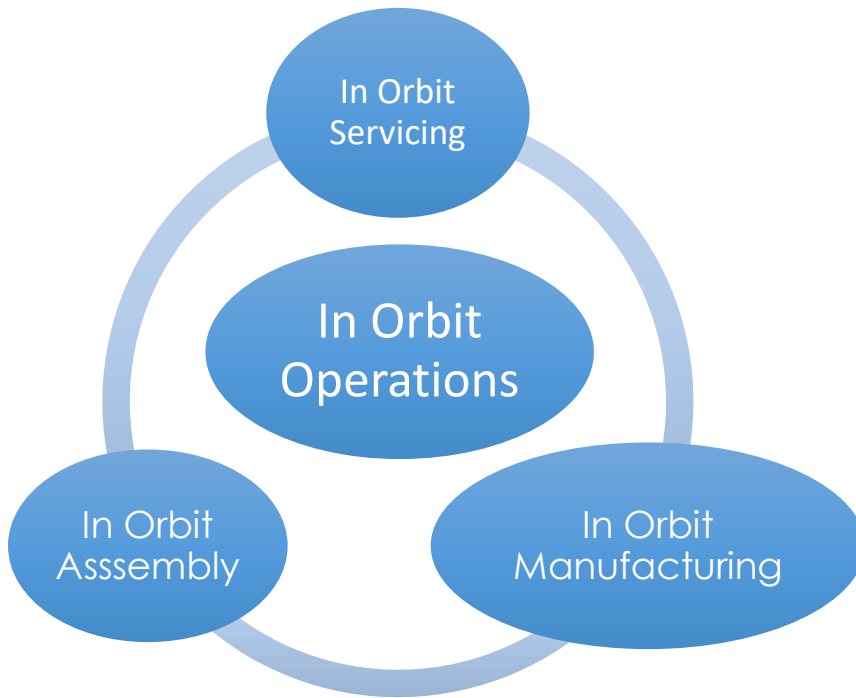 In Orbit
Servicing
In Orbit
Operations
In Orbit
Asssembly
In Orbit
Manufacturing